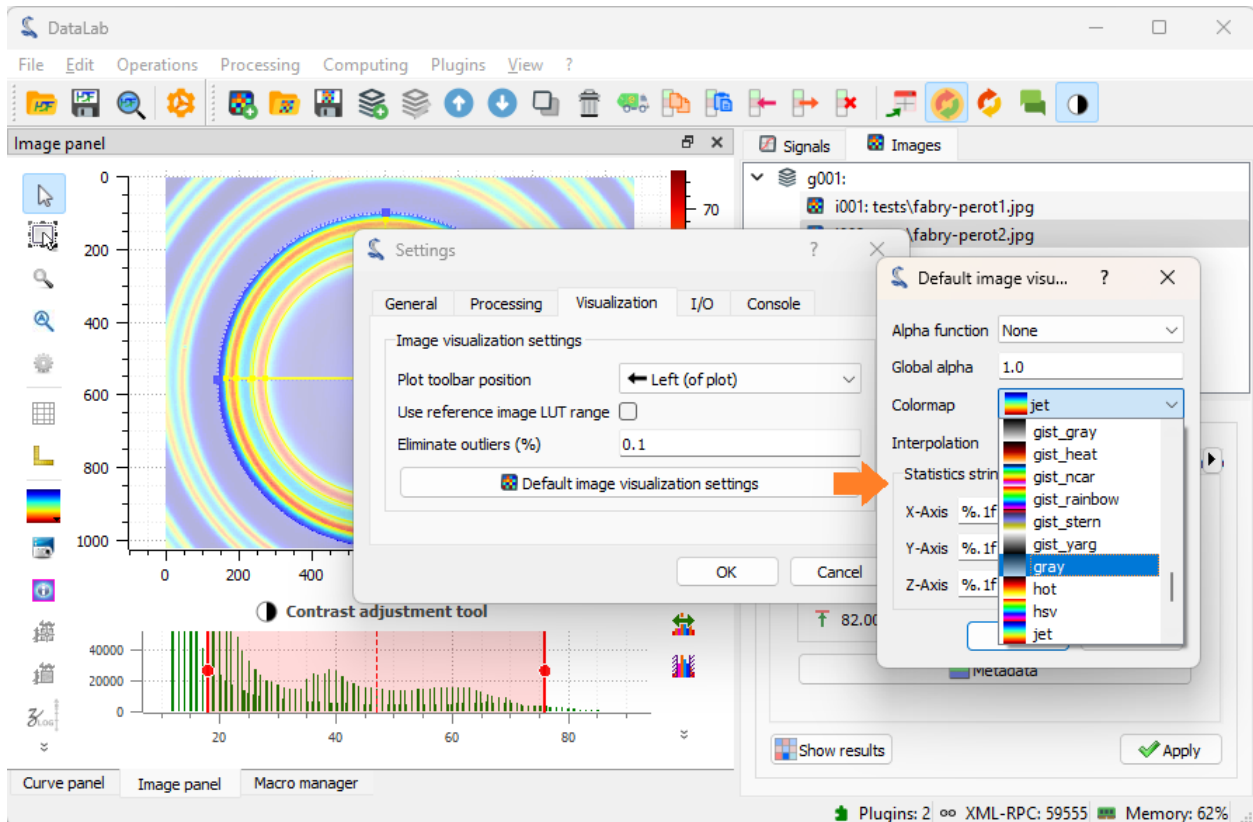 DataLab
File Edit Operations Processing Computing Plugins View ?
Image panel
0
200
400
600
800
1000
0 200 400
70
Signals Images
g001:
i001: tests\fabry-perot1.jpg
\fabry-perot2.jpg
Settings ?
General Processing Visualization I/O Console
Image visualization settings
Plot toolbar position Left (of plot)
Use reference image LUT range
Eliminate outliers (%) 0.1
Default image visualization settings
OK Cancel
Default image visu... ?
Alpha function None
Global alpha 1.0
Colormap jet
Interpolation
gist_gray
gist_heat
gist_ncar
gist_rainbow
gist_stern
gist_yarg
gray
hot
hsv
jet
Statistics strin
X-Axis %.1f
Y-Axis %.1f
Z-Axis %.1f
82.00
Metadata
Contrast adjustment tool
40000
20000
0
20 40 60 80
LOG
Show results Apply
Curve panel Image panel Macro manager
Plugins: 2 XML-RPC: 59555 Memory: 62%